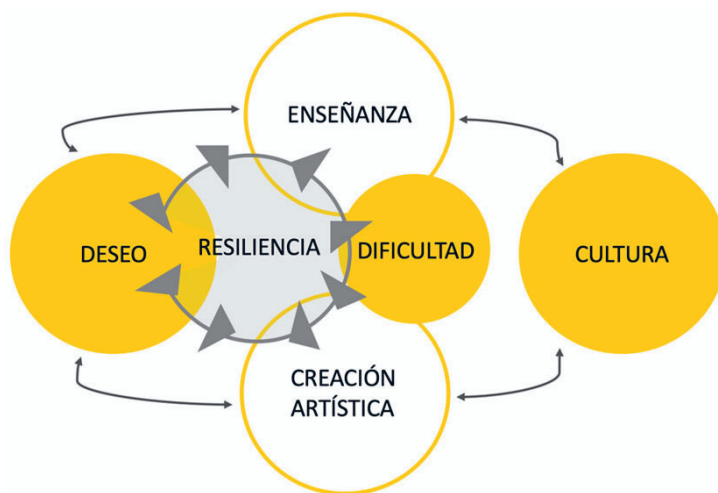 ENSEÑANZA
DESEO
RESILIENCIA
DIFICULTAD
CULTURA
CREACIÓN
ARTÍSTICA